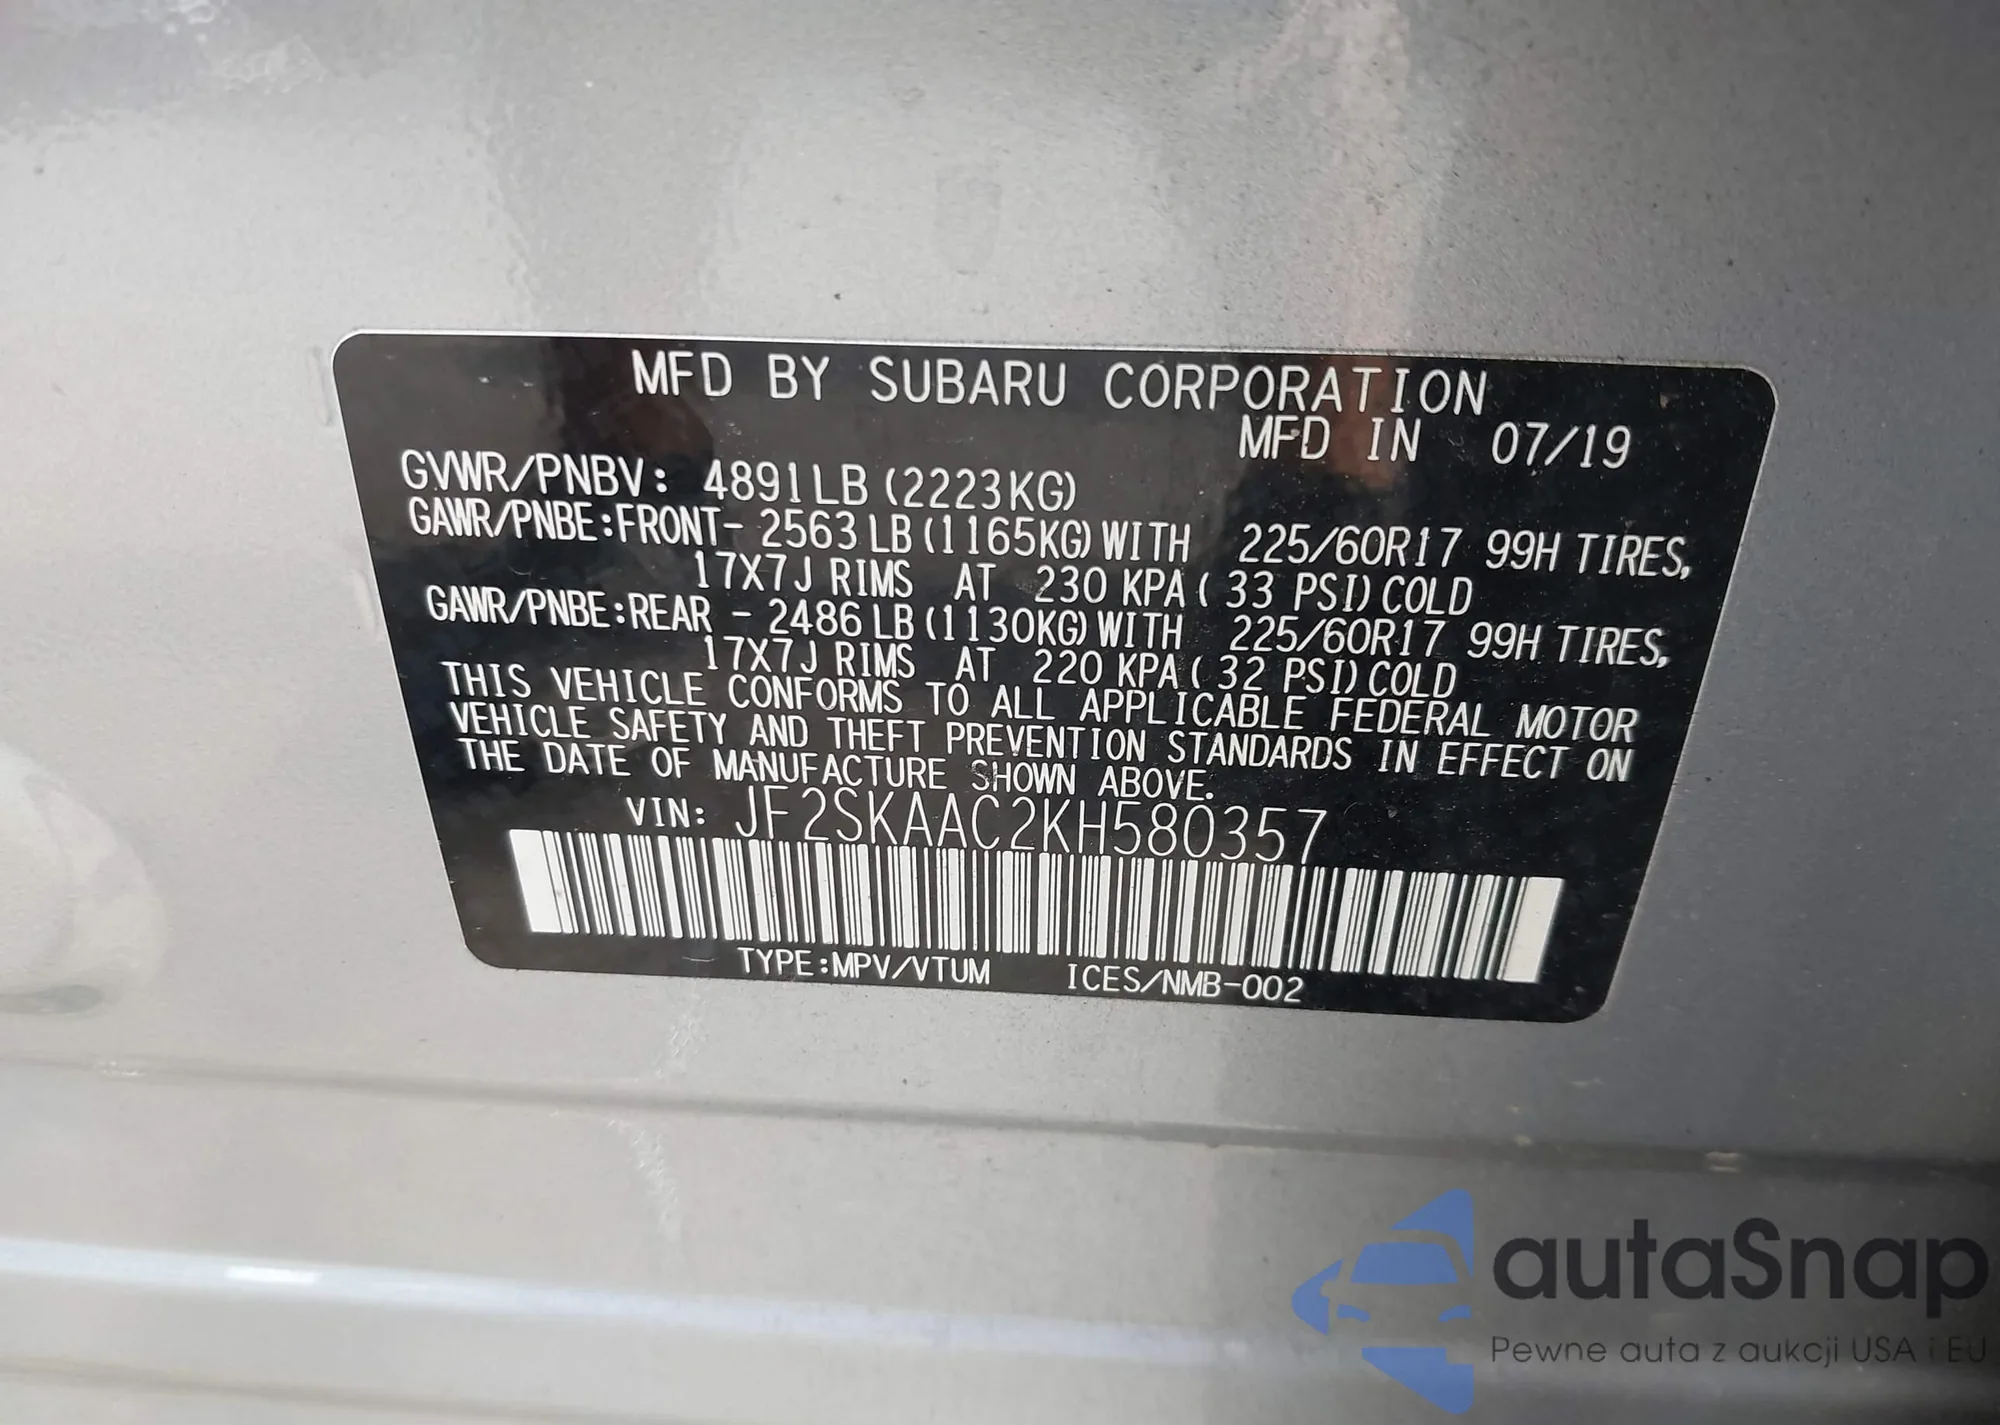 MFD BY SUBARU CORPORATION
MFD IN 07/19
GVWR/PNBV: 4891LB (2223KG)
GAWR/PNBE:FRONT- 2563 LB (1165KG) WITH 225/60R17 99H TIRES,
17X7J RIMS AT 230 KPA ( 33 PSI) COLD
GAWR/PNBE:REAR - 2486 LB (1130KG) WITH 225/60R17 99H TIRES,
17X7J RIMS AT 220 KPA ( 32 PSI) COLD
THIS VEHICLE CONFORMS TO ALL APPLICABLE FEDERAL MOTOR
VEHICLE SAFETY AND THEFT PREVENTION STANDARDS IN EFFECT ON
THE DATE OF MANUFACTURE SHOWN ABOVE.
VIN: JF2SKAAC2KH580357
TYPE:MPV/VTUM ICES/NMB-002
autaSnap
Pewne auta z aukcji USA i EU